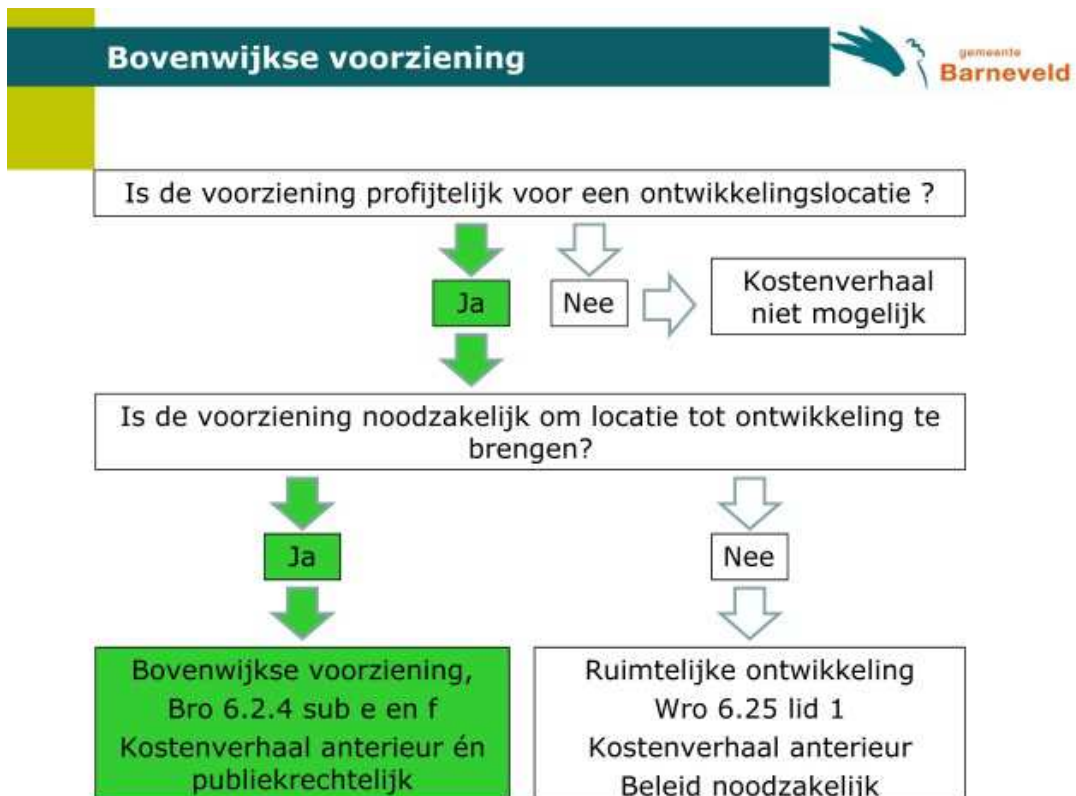 Bovenwijkse voorziening
gemeente
Barneveld
Is de voorziening profijtelijk voor een ontwikkelingslocatie ?
Ja
Nee
Kostenverhaal
niet mogelijk
Is de voorziening noodzakelijk om locatie tot ontwikkeling te
brengen?
Ja
Nee
Bovenwijkse voorziening,
Bro 6.2.4 sub e en f
Kostenverhaal anterieur én
publiekrechtelijk
Ruimtelijke ontwikkeling
Wro 6.25 lid 1
Kostenverhaal anterieur
Beleid noodzakelijk